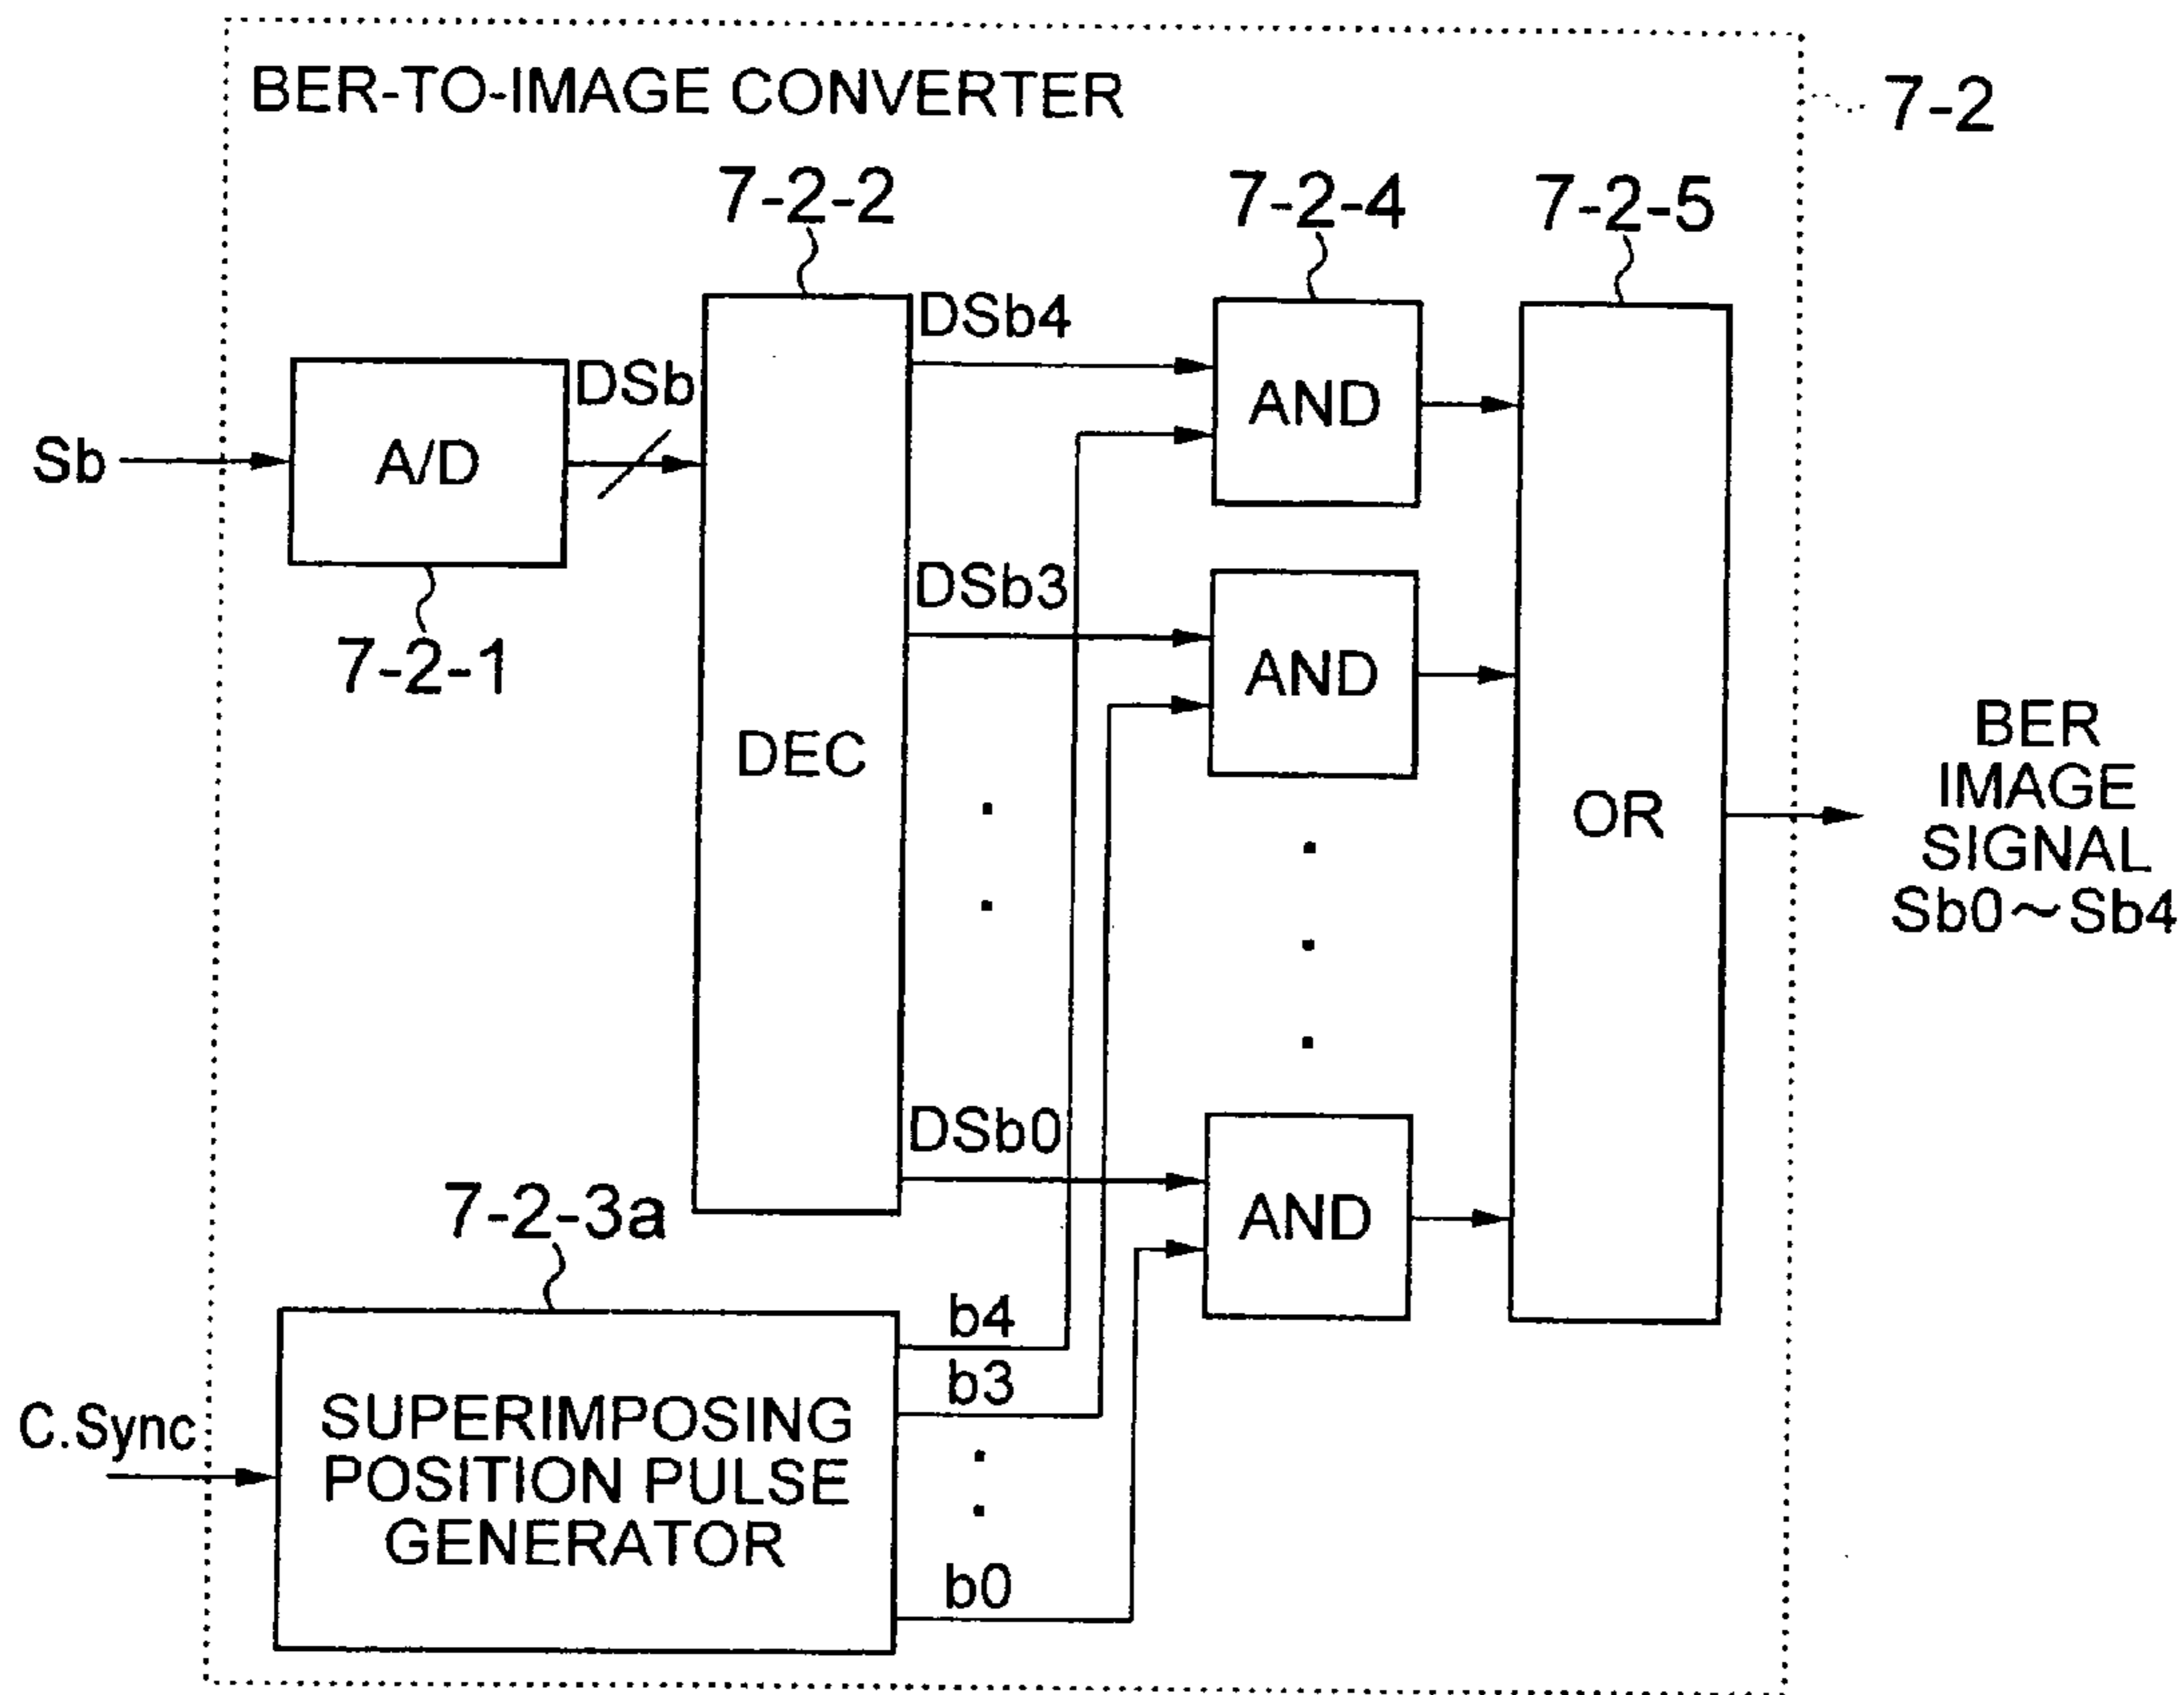 BER-TO-IMAGE CONVERTER
7-2
7-2-2
7-2-4
7-2-5
DSb4
DSb
AND
Sb
A/D
DSb3
7-2-1
AND
DEC
BER
IMAGE
SIGNAL
Sb0~Sb4
OR
DSb0
7-2-3a
AND
b4
b3
C.Sync
SUPERIMPOSING
POSITION PULSE
GENERATOR
b0